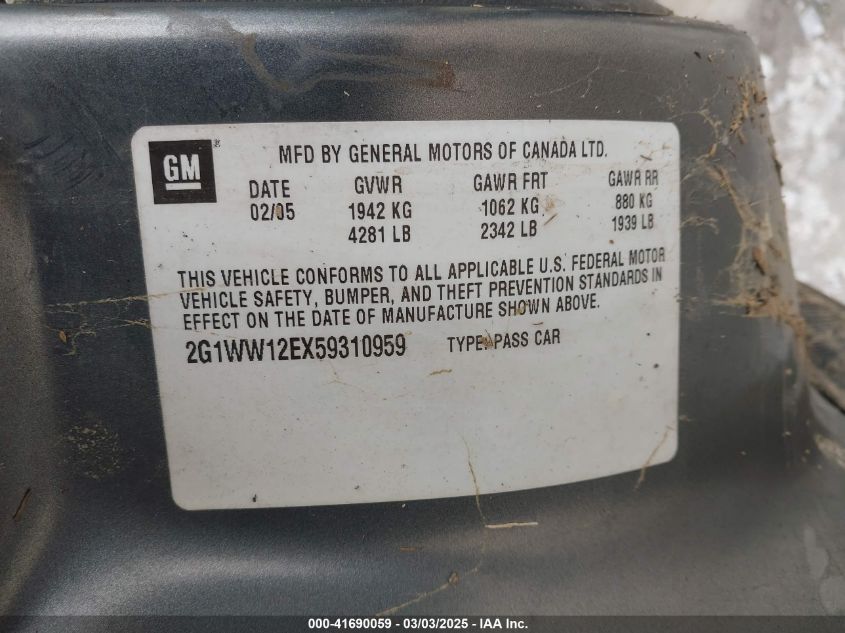 GM
MFD BY GENERAL MOTORS OF CANADA LTD.
DATE GVWR GAWR FRT GAWR RR
02/05 1942 KG 1062 KG 880 KG
4281 LB 2342 LB 1939 LB
THIS VEHICLE CONFORMS TO ALL APPLICABLE U.S. FEDERAL MOTOR
VEHICLE SAFETY, BUMPER, AND THEFT PREVENTION STANDARDS IN
EFFECT ON THE DATE OF MANUFACTURE SHOWN ABOVE.
2G1WW12EX59310959 TYPE: PASS CAR
000-41690059 / 03/03/2025 - IAA Inc.